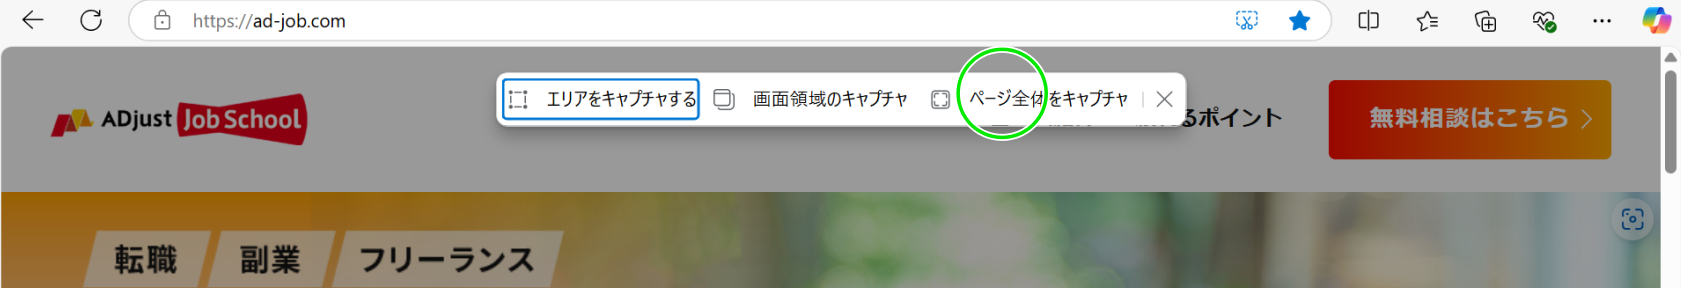 https://ad-job.com
エリアをキャプチャする 画面領域のキャプチャ ページ全体をキャプチャ
ADjust Job School
るポイント
無料相談はこちら
転職 副業 フリーランス